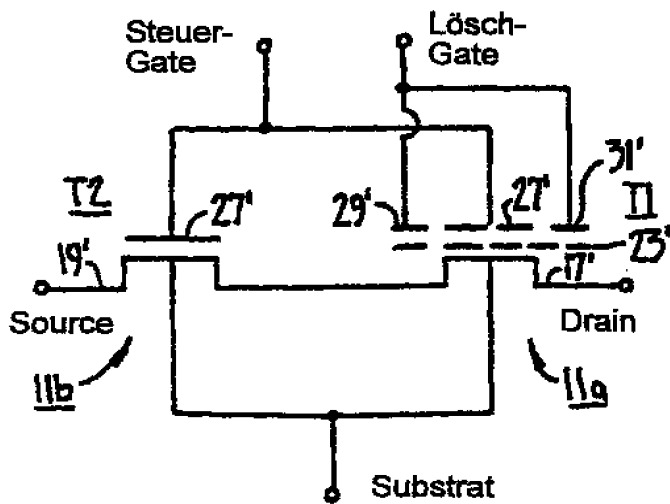 Steuer-
Gate
Lösch-
Gate
T2
27'
29'
27'
31'
T1
23'
19'
17'
Source
Drain
11b
11a
Substrat